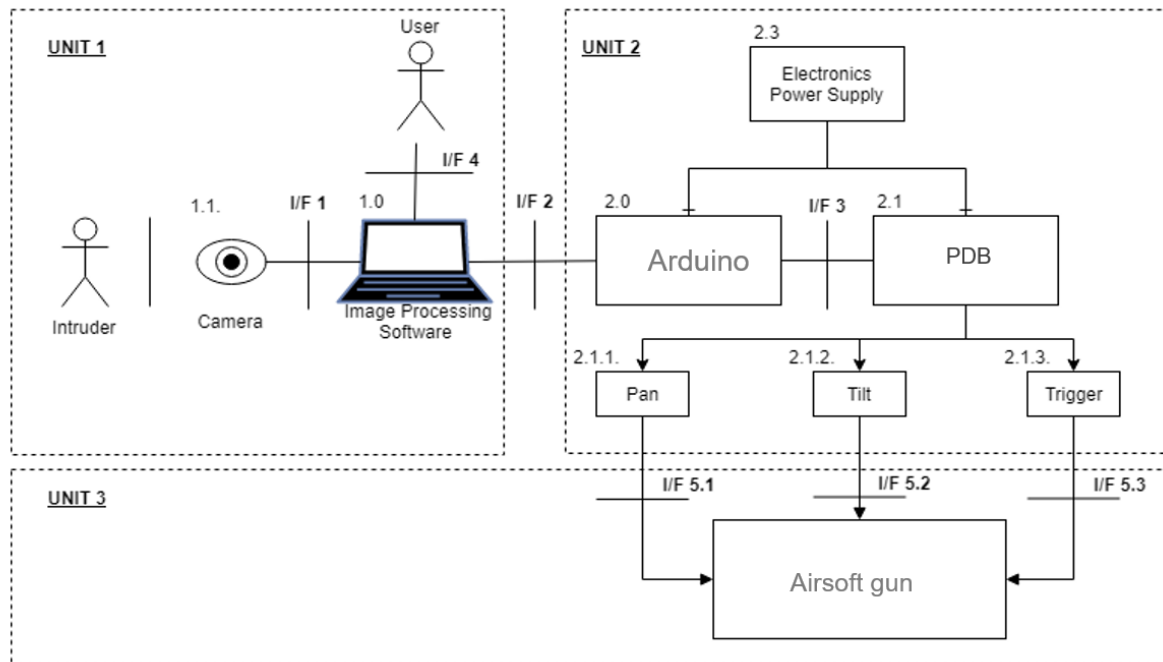 UNIT 1
User
I/F 4
1.1.
I/F 1
1.0
I/F 2
Intruder
Camera
Image Processing
Software
UNIT 2
2.3
Electronics
Power Supply
2.0
Arduino
I/F 3
2.1
PDB
2.1.1.
Pan
2.1.2.
Tilt
2.1.3.
Trigger
UNIT 3
I/F 5.1
I/F 5.2
I/F 5.3
Airsoft gun